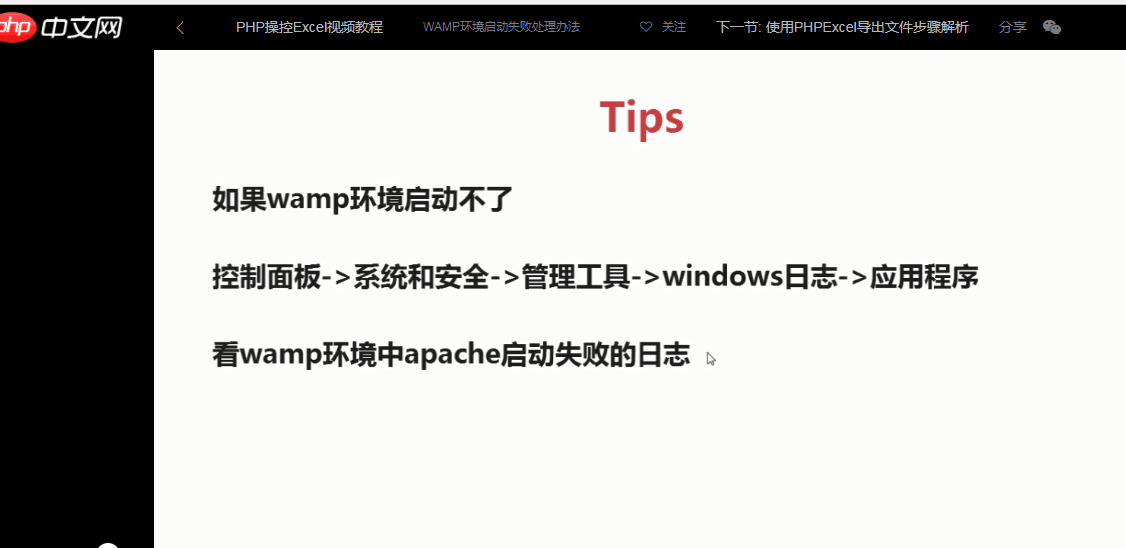 php 中文网
PHP操控Excel视频教程 WAMP环境启动失败处理办法 关注 下一节: 使用PHPExcel导出文件步骤解析 分享
Tips
如果wamp环境启动不了
控制面板->系统和安全->管理工具->windows日志->应用程序
看wamp环境中apache启动失败的日志